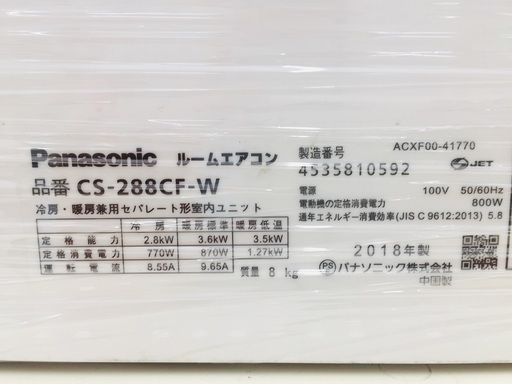 Panasonic ルームエアコン
品番 CS-288CF-W
冷房・暖房兼用セパレート形室内ユニット
冷房 暖房標準 暖房低温
定格能力 2.8kW 3.6kW 3.5kW
定格消費電力 770W 870W 1.27kW
運転電流 8.55A 9.65A
質量 8 kg
ACXF00-41770
製造番号
4535810592
JET
電源 100V 50/60Hz
電動機の定格消費電力 800W
通年エネルギー消費効率(JIS C 9612:2013) 5.8
2018年製
PS パナソニック株式会社
中国製